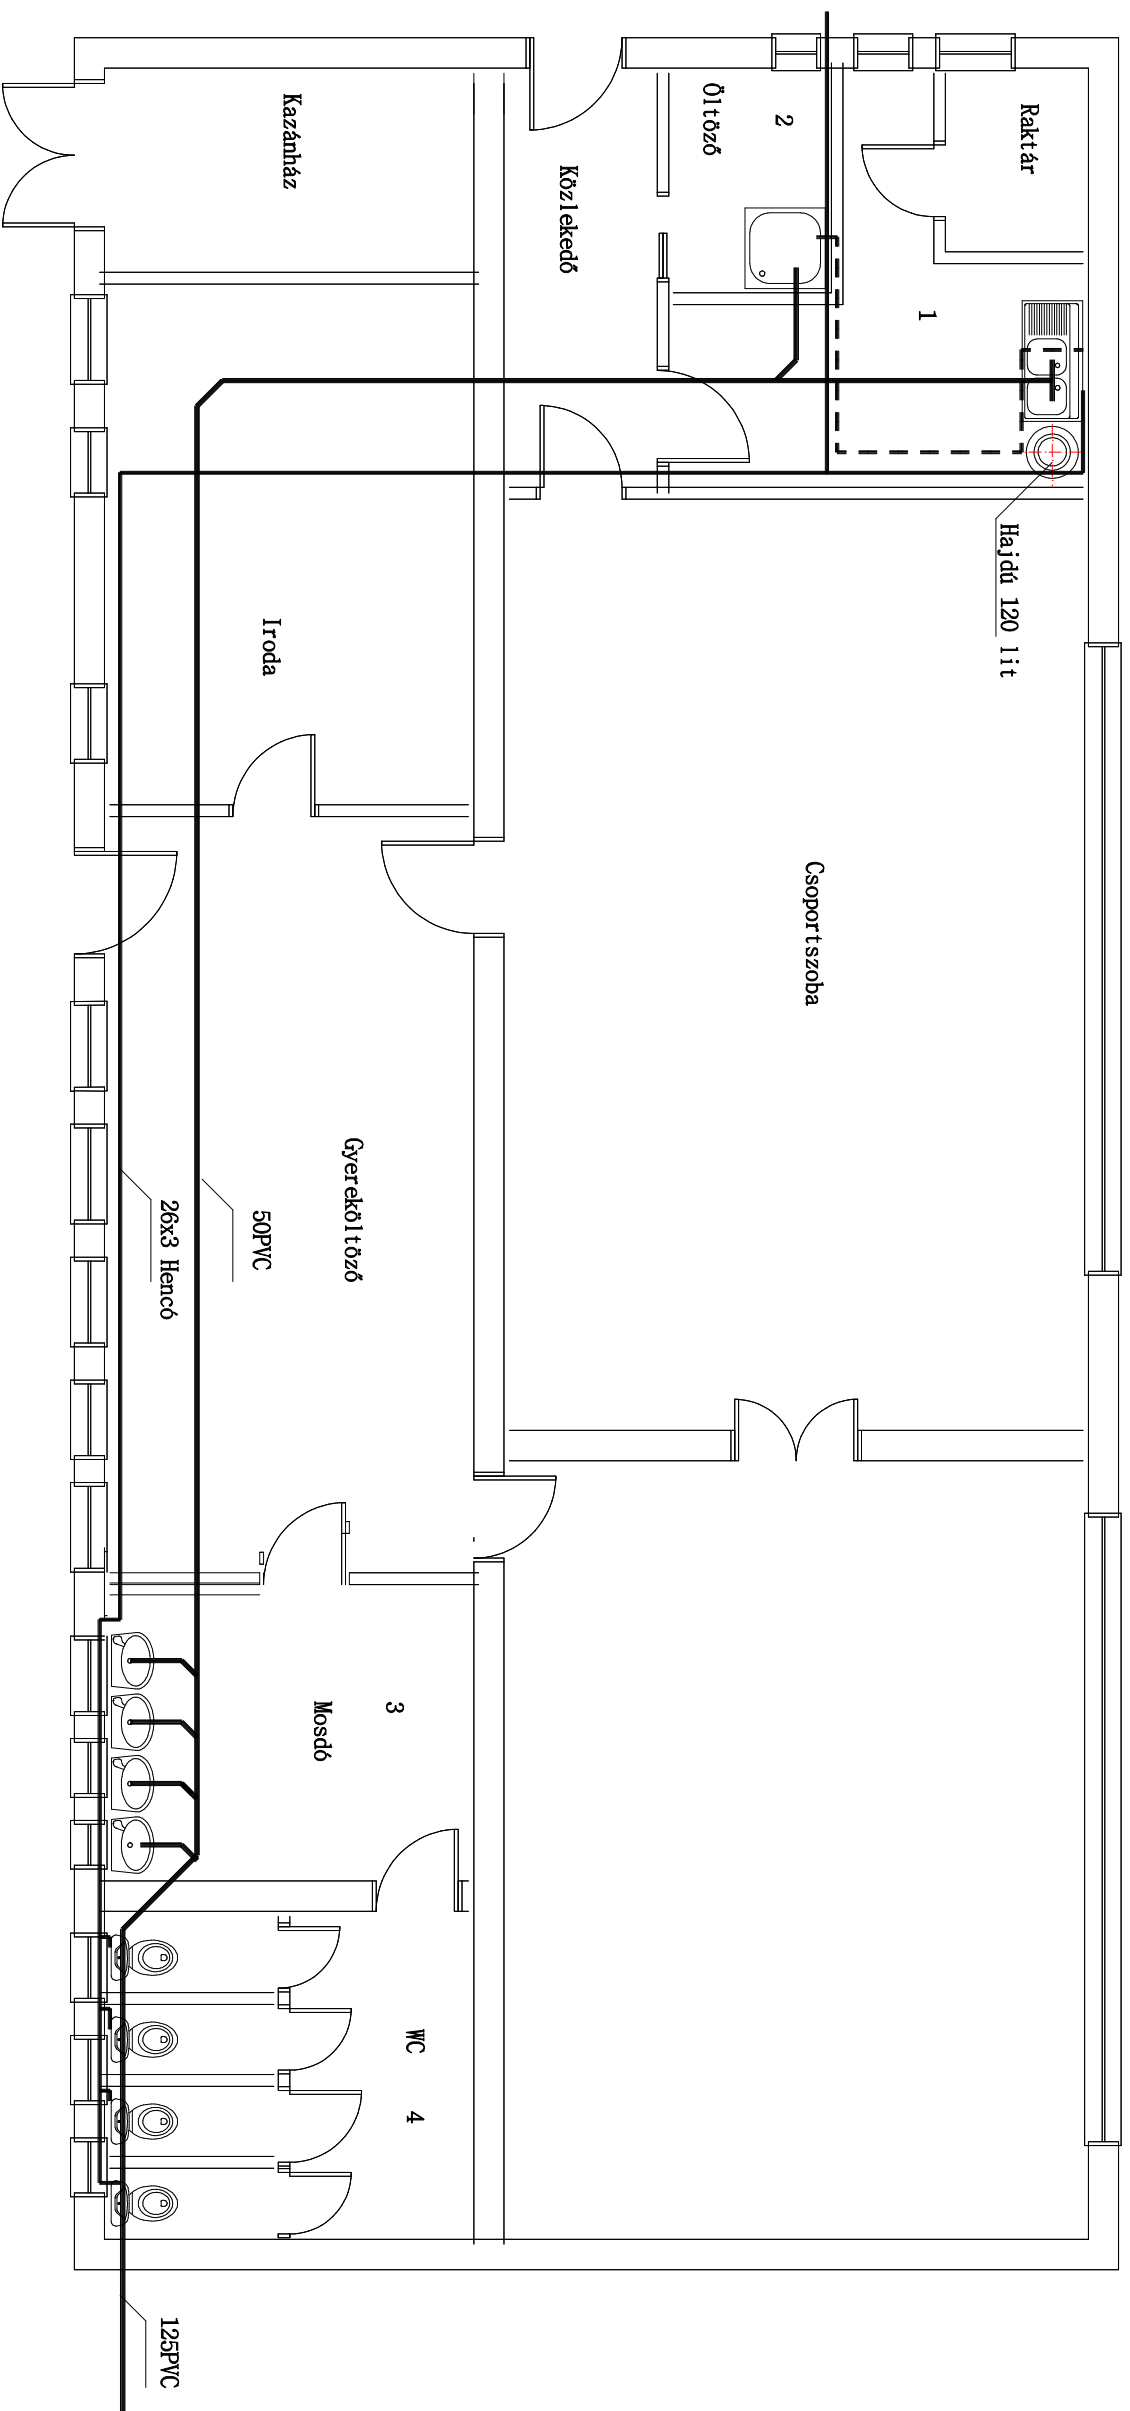 Raktár
1
2
Öltöző
Közlekedő
Kazánház
Hajdú 120 lit
Iroda
Csoportszoba
Gyereköltöző
50PVC
26x3 Hencó
3
Mosdó
WC
4
125PVC